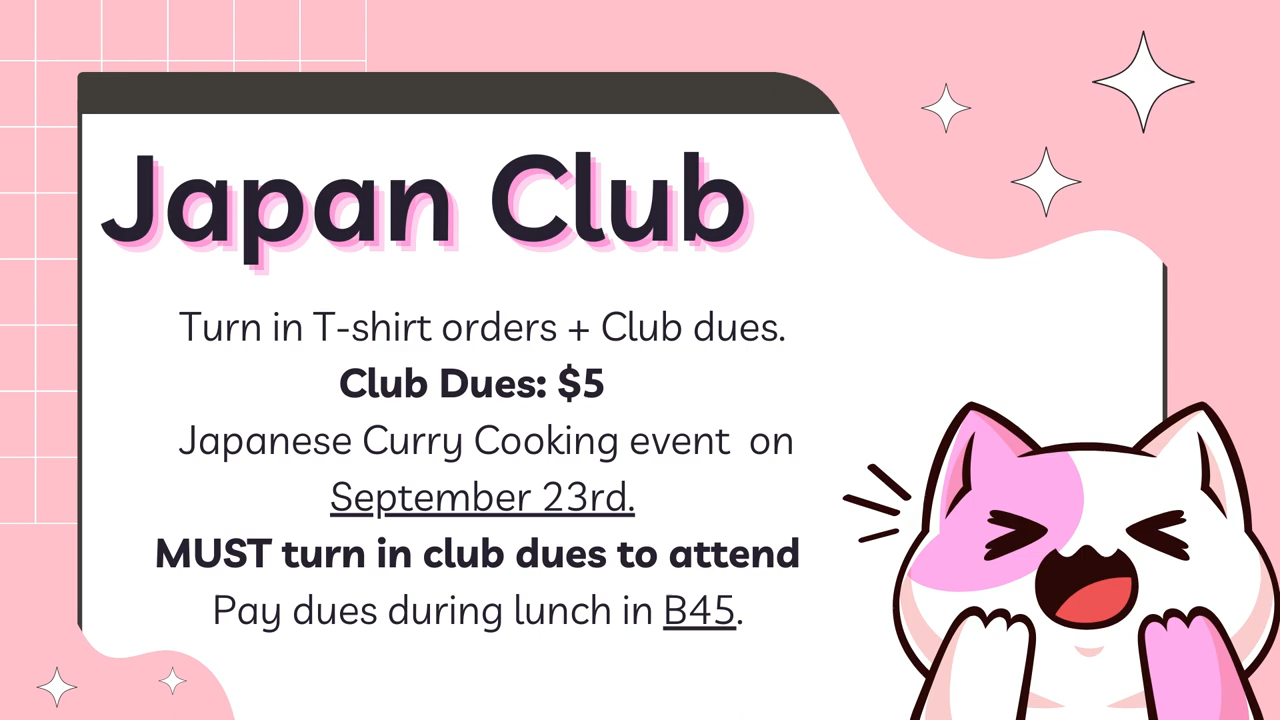 Japan Club
Turn in T-shirt orders + Club dues.
Club Dues: $5
Japanese Curry Cooking event on
September 23rd.
MUST turn in club dues to attend
Pay dues during lunch in B45.